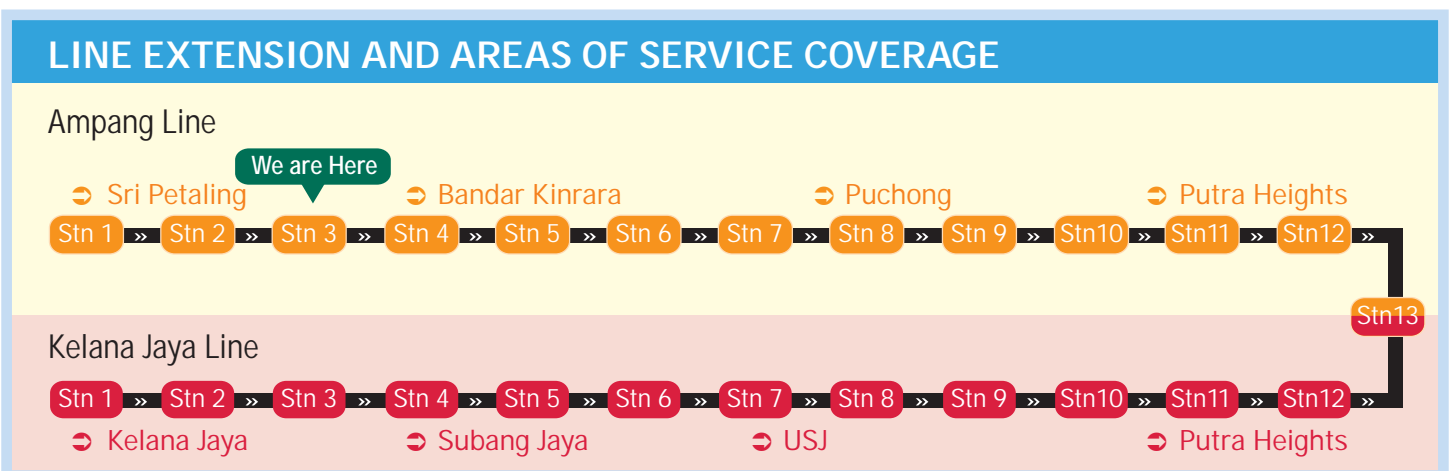 LINE EXTENSION AND AREAS OF SERVICE COVERAGE
Ampang Line
We are Here
➲ Sri Petaling ➲ Bandar Kinrara ➲ Puchong ➲ Putra Heights
Stn 1 » Stn 2 » Stn 3 » Stn 4 » Stn 5 » Stn 6 » Stn 7 » Stn 8 » Stn 9 » Stn10 » Stn11 » Stn12 »
Stn13
Kelana Jaya Line
Stn 1 » Stn 2 » Stn 3 » Stn 4 » Stn 5 » Stn 6 » Stn 7 » Stn 8 » Stn 9 » Stn10 » Stn11 » Stn12 »
➲ Kelana Jaya ➲ Subang Jaya ➲ USJ ➲ Putra Heights